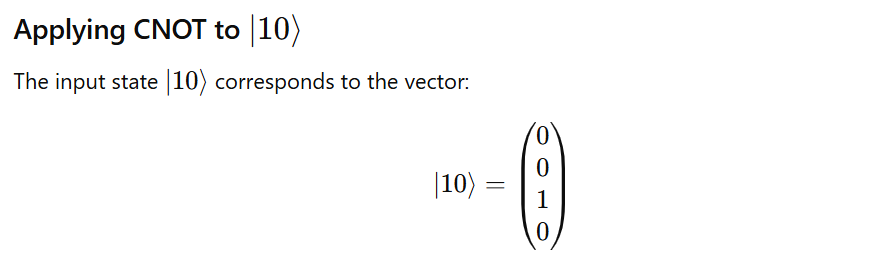 Applying CNOT to |10⟩
The input state |10⟩ corresponds to the vector:
|10⟩ = (0
0
1
0)